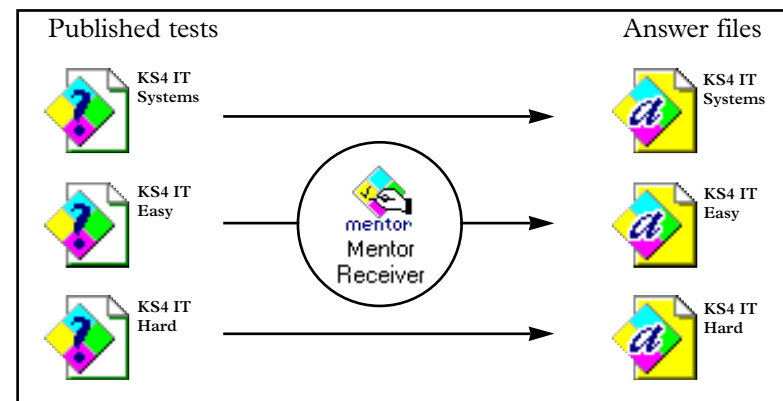 Published tests
Answer files
KS4 IT
Systems
KS4 IT
Systems
KS4 IT
Easy
mentor
Mentor
Receiver
KS4 IT
Easy
KS4 IT
Hard
KS4 IT
Hard